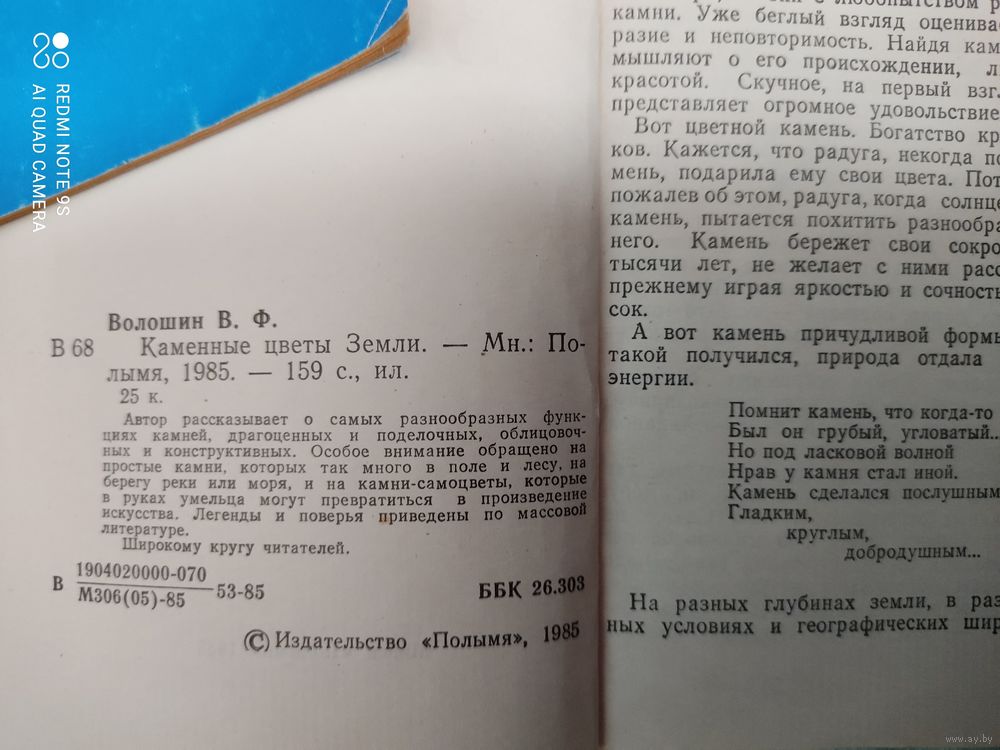 REDMI NOTE 9S
AI QUAD CAMERA
Волошин В. Ф.
В 68 Каменные цветы Земли. — Мн.: По-
лымя, 1985. — 159 с., ил.
25 к.
Автор рассказывает о самых разнообразных функ-
циях камней, драгоценных и поделочных, облицовоч-
ных и конструктивных. Особое внимание обращено на
простые камни, которых так много в поле и лесу, на
берегу реки или моря, и на камни-самоцветы, которые
в руках умельца могут превратиться в произведение
искусства. Легенды и поверья приведены по массовой
литературе.
Широкому кругу читателей.
В 1904020000-070
М306(05)-85 53-85 ББК 26.303
© Издательство «Полымя», 1985
с любопытством
камни. Уже беглый взгляд оценива
разие и неповторимость. Найдя кам
мышляют о его происхождении,
красотой. Скучное, на первый взг
представляет огромное удовольствие
Вот цветной камень. Богатство кр
ков. Кажется, что радуга, некогда по
мень, подарила ему свои цвета. Пот
пожалев об этом, радуга, когда солнце
камень, пытается похитить разнообра
него. Камень бережет свои сокро
тысячи лет, не желает с ними расс
прежнему играя яркостью и сочность
сок.
А вот камень причудливой формы
такой получился, природа отдала
энергии.
Помнит камень, что когда-то
Был он грубый, угловатый...
Но под ласковой волной
Нрав у камня стал иной.
Камень сделался послушным
Гладким,
круглым,
добродушным...
На разных глубинах земли, в раз
ных условиях и географических шир
www.ay.by